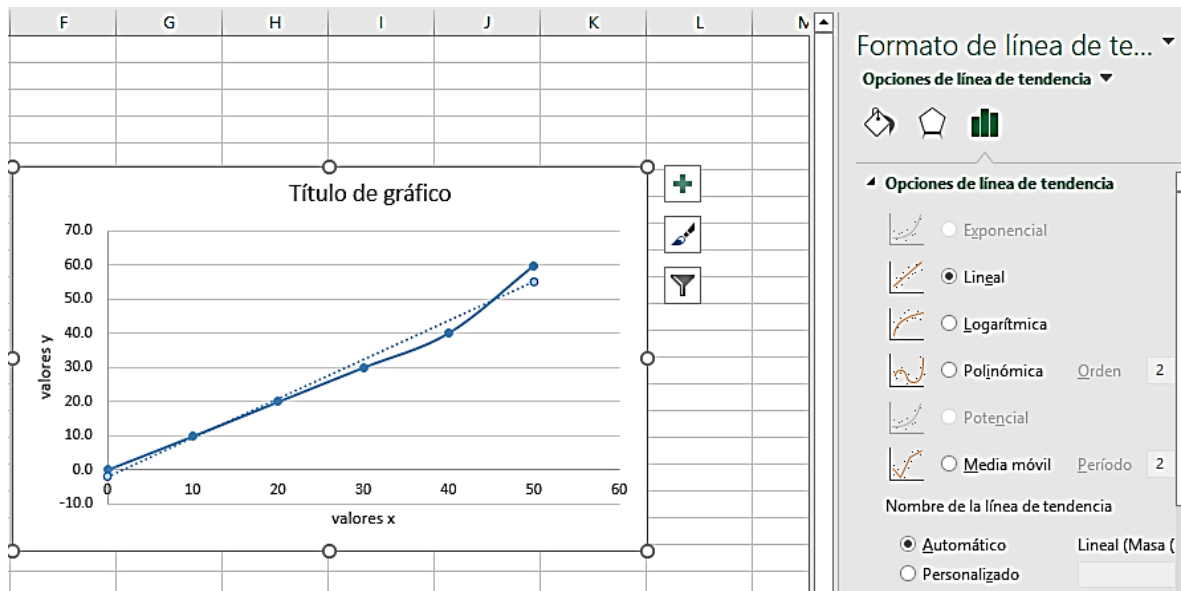 F G H I J K L
Título de gráfico
70.0
60.0
50.0
40.0
30.0
20.0
10.0
0.0
-10.0
0 10 20 30 40 50 60
valores y
valores x
Formato de línea de te...
Opciones de línea de tendencia
Opciones de línea de tendencia
Exponencial
Lineal
Logarítmica
Polinómica Orden 2
Potencial
Media móvil Período 2
Nombre de la línea de tendencia
Automático Lineal (Masa (
Personalizado